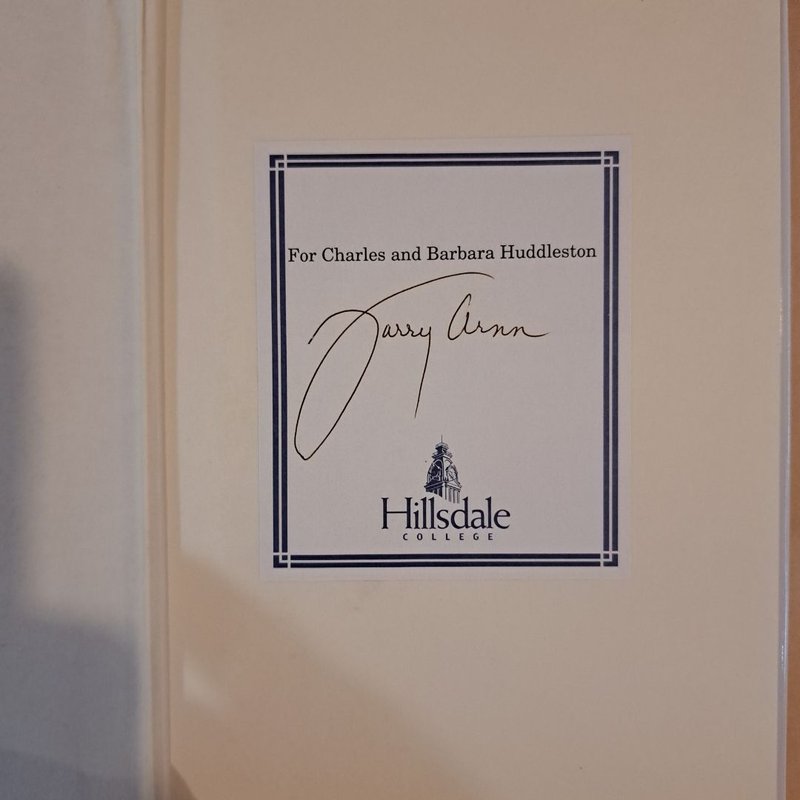 For Charles and Barbara Huddleston
Larry Arnn
Hillsdale
COLLEGE